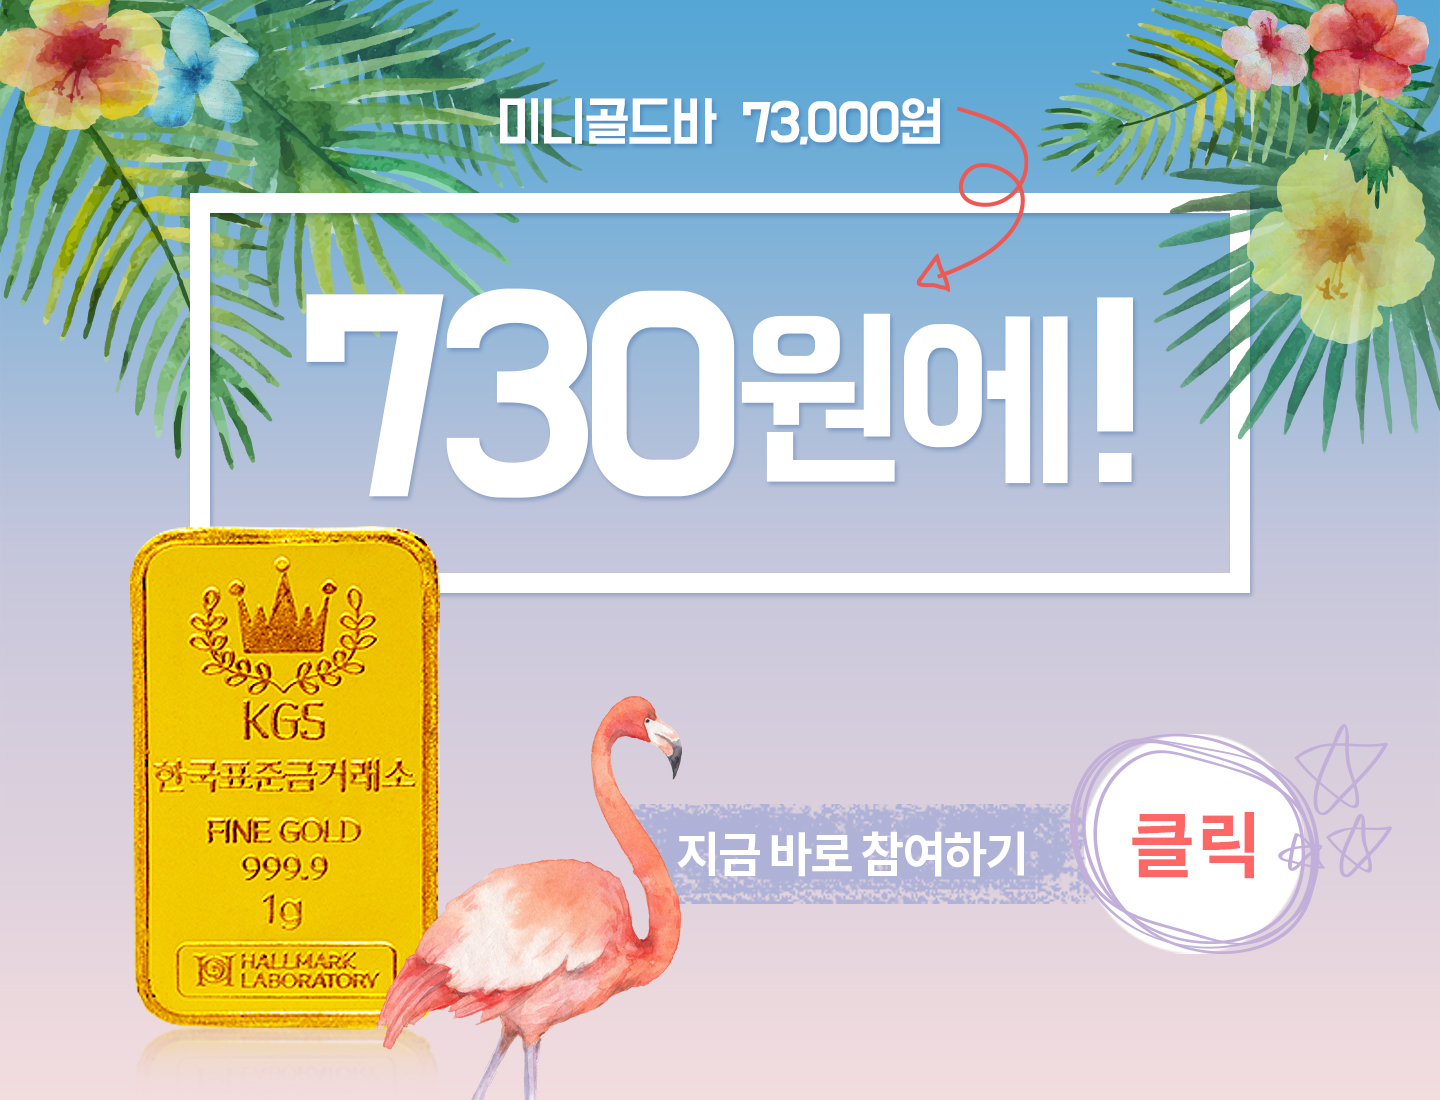 미니골드바 73,000원
730원에!
KGS
한국표준금거래소
FINE GOLD
999.9
1g
HALLMARK
LABORATORY
지금 바로 참여하기
클릭